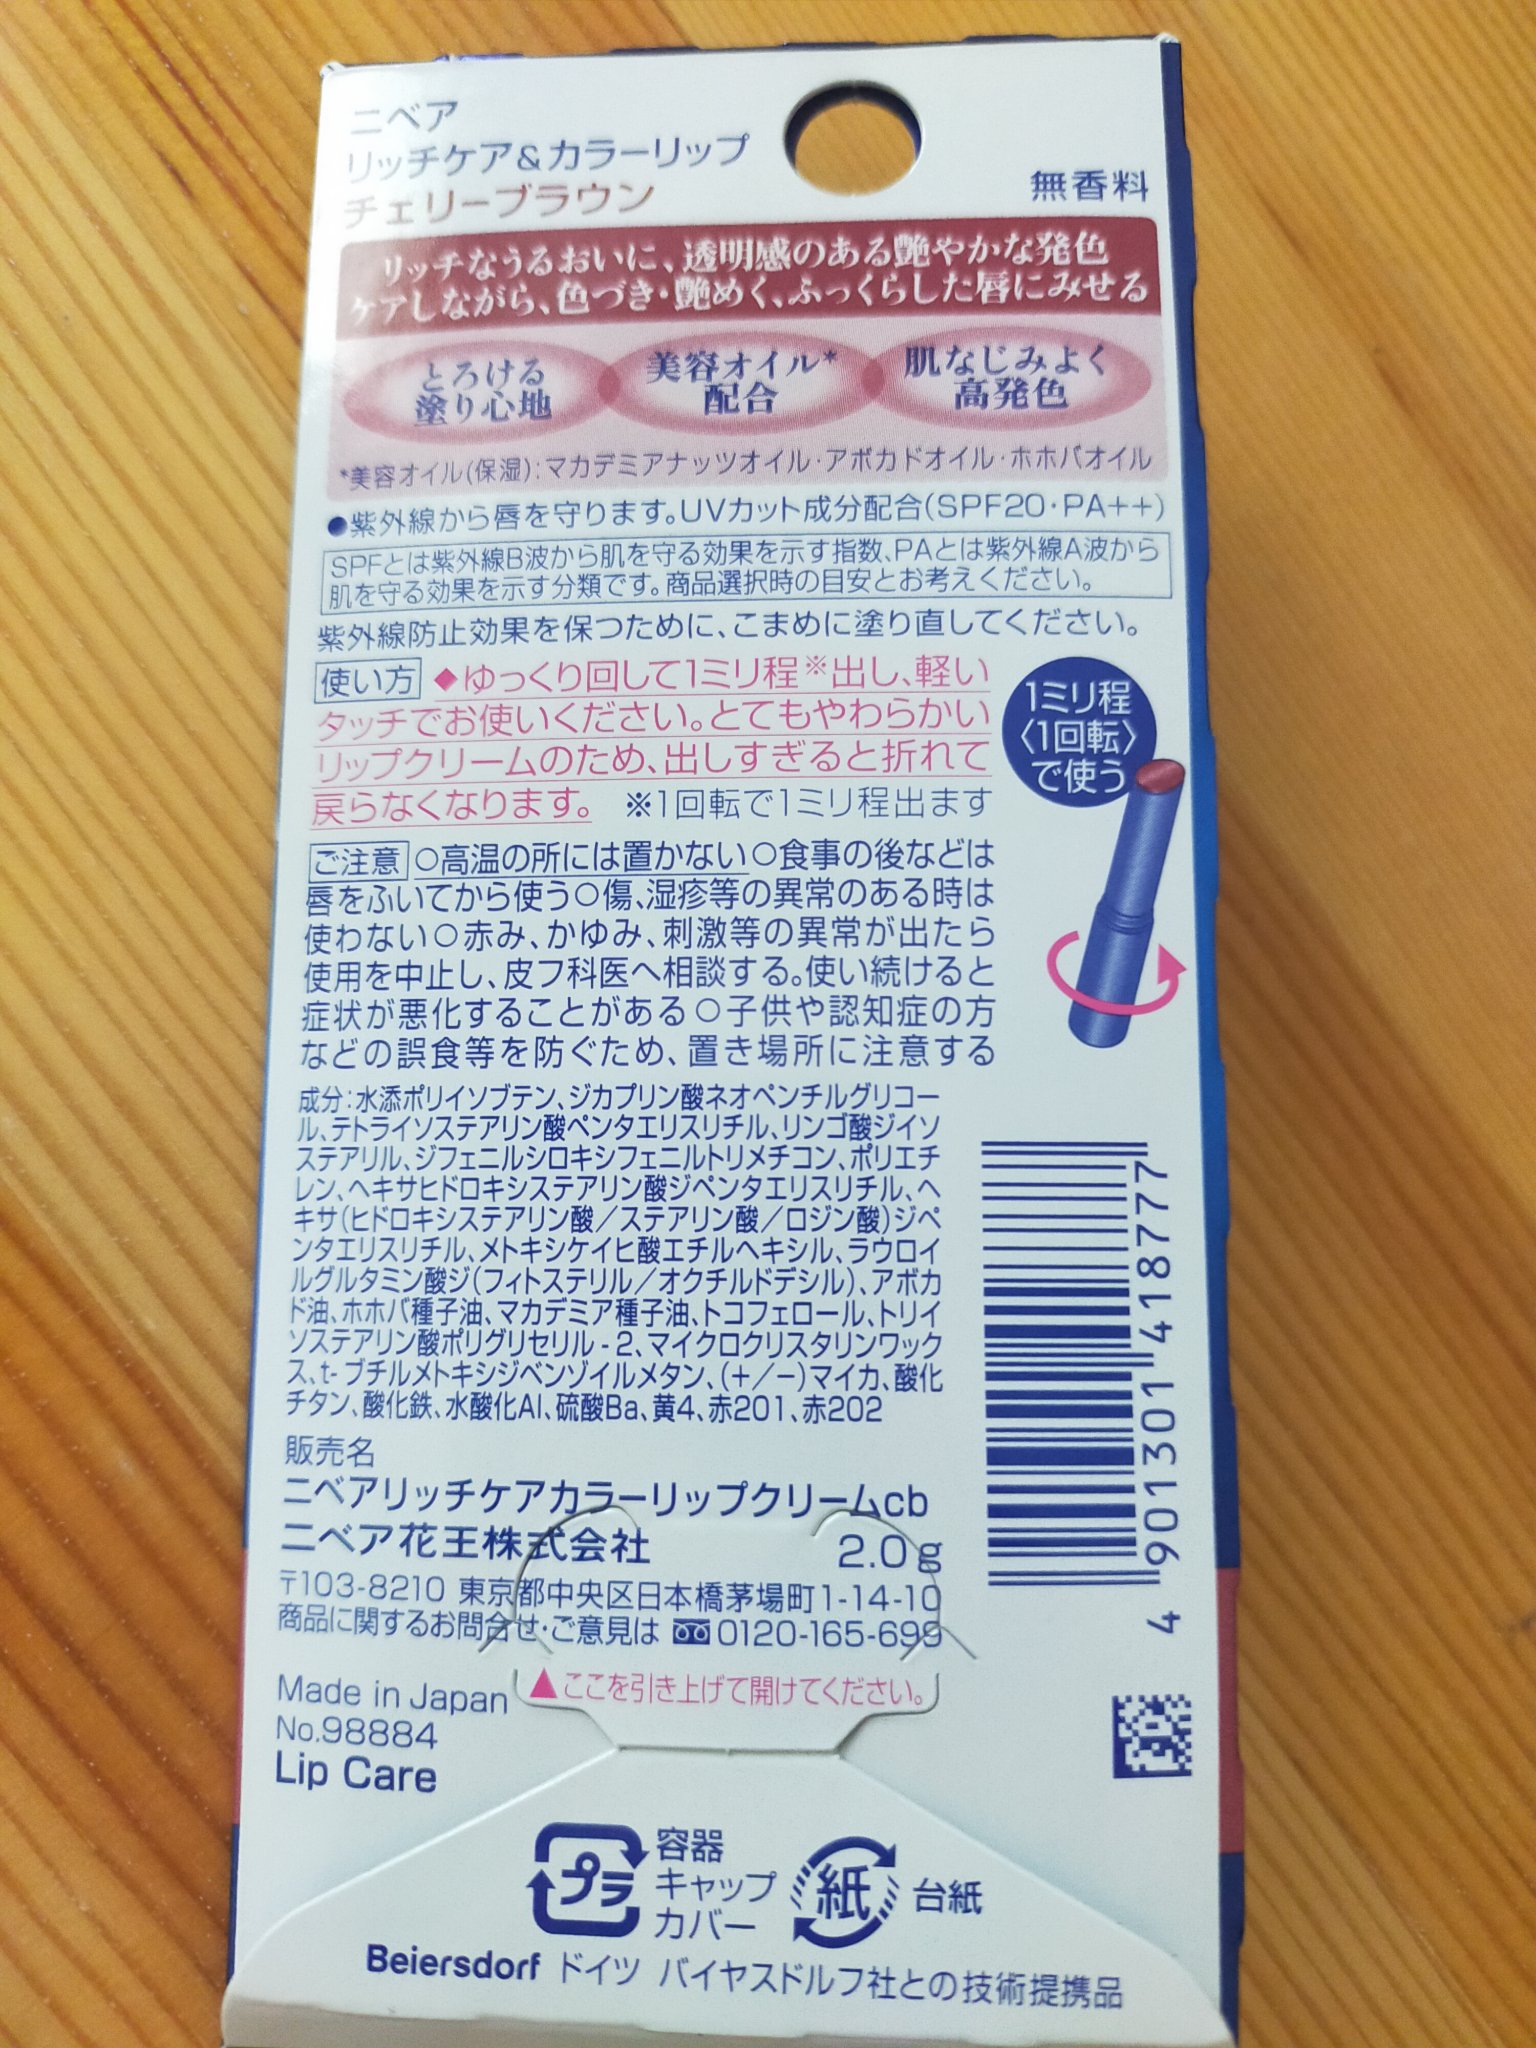 ニベア
リッチケア&カラーリップ
チェリーブラウン
無香料
リッチなうるおいに、透明感のある艶やかな発色
ケアしながら、色づき・艶めく、ふっくらした唇にみせる
とろける
塗り心地
美容オイル*
配合
肌なじみよく
高発色
*美容オイル(保湿):マカデミアナッツオイル・アボカドオイル・ホホバオイル
●紫外線から唇を守ります。UVカット成分配合(SPF20・PA++)
SPFとは紫外線B波から肌を守る効果を示す指数、PAとは紫外線A波から
肌を守る効果を示す分類です。商品選択時の目安とお考えください。
紫外線防止効果を保つために、こまめに塗り直してください。
使い方 ◆ゆっくり回して1ミリ程※出し、軽い
タッチでお使いください。とてもやわらかい
リップクリームのため、出しすぎると折れて
戻らなくなります。 ※1回転で1ミリ程出ます
1ミリ程
〈1回転〉
で使う
ご注意 ○高温の所には置かない○食事の後などは
唇をふいてから使う○傷、湿疹等の異常のある時は
使わない○赤み、かゆみ、刺激等の異常が出たら
使用を中止し、皮フ科医へ相談する。使い続けると
症状が悪化することがある○子供や認知症の方
などの誤食等を防ぐため、置き場所に注意する
成分:水添ポリイソブテン、ジカプリン酸ネオペンチルグリコー
ル、テトライソステアリン酸ペンタエリスリチル、リンゴ酸ジイソ
ステアリル、ジフェニルシロキシフェニルトリメチコン、ポリエチ
レン、ヘキサヒドロキシステアリン酸ジペンタエリスリチル、ヘ
キサ(ヒドロキシステアリン酸/ステアリン酸/ロジン酸)ジペ
ンタエリスリチル、メトキシケイヒ酸エチルヘキシル、ラウロイ
ルグルタミン酸ジ(フィトステリル/オクチルドデシル)、アボカ
ド油、ホホバ種子油、マカデミア種子油、トコフェロール、トリイ
ソステアリン酸ポリグリセリル-2、マイクロクリスタリンワック
ス、t-ブチルメトキシジベンゾイルメタン、(+/-)マイカ、酸化
チタン、酸化鉄、水酸化Al、硫酸Ba、黄4、赤201、赤202
4 901301 418777
販売名
ニベアリッチケアカラーリップクリームcb
ニベア花王株式会社 2.0g
〒103-8210 東京都中央区日本橋茅場町1-14-10
商品に関するお問合せ・ご意見は 0120-165-699
▲ここを引き上げて開けてください。
Made in Japan
No.98884
Lip Care
プラ
容器
キャップ
カバー
紙
台紙
Beiersdorf ドイツ バイヤスドルフ社との技術提携品